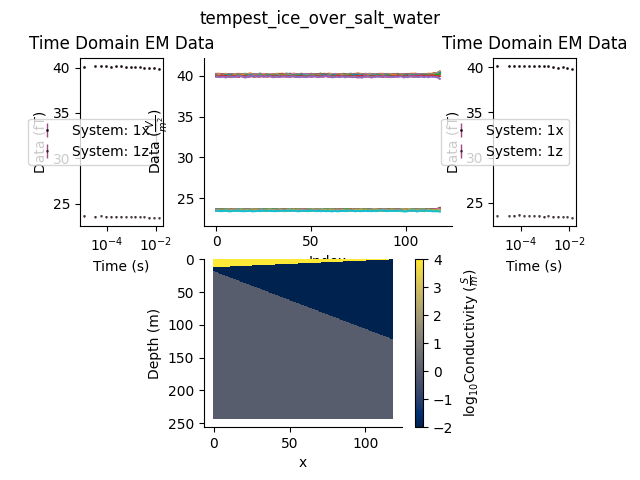 tempest_ice_over_salt_water
Time Domain EM Data
Time Domain EM Data
40
35
30
25
Data (fT)
System: 1x
System: 1z
10⁻⁴ 10⁻²
Time (s)
40
35
30
25
Data (V/m²)
0 50 100
Index
40
35
30
25
Data (fT)
System: 1x
System: 1z
10⁻⁴ 10⁻²
Time (s)
0
50
100
150
200
250
Depth (m)
0 50 100
x
4
3
2
1
0
−1
−2
log₁₀Conductivity (S/m)